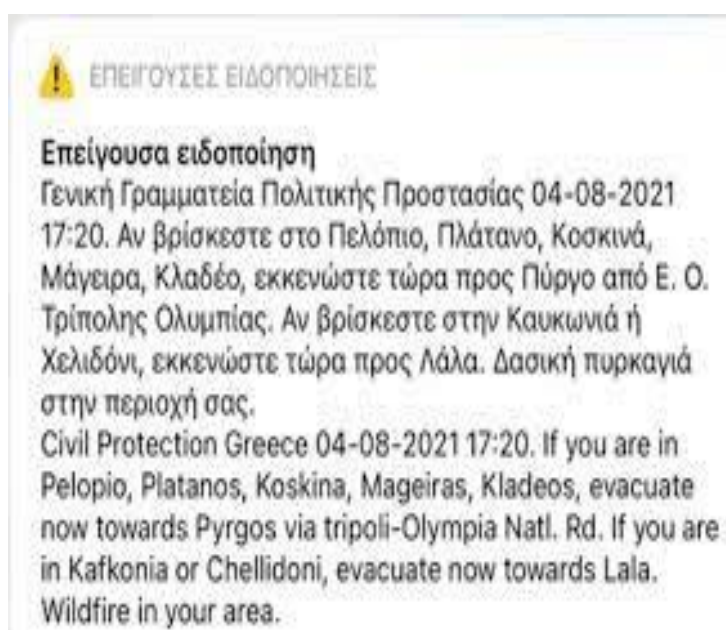 ΕΠΕΙΓΟΥΣΕΣ ΕΙΔΟΠΟΙΗΣΕΙΣ
Επείγουσα ειδοποίηση
Γενική Γραμματεία Πολιτικής Προστασίας 04-08-2021
17:20. Αν βρίσκεστε στο Πελόπιο, Πλάτανο, Κοσκινά,
Μάγειρα, Κλαδέο, εκκενώστε τώρα προς Πύργο από Ε. Ο.
Τρίπολης Ολυμπίας. Αν βρίσκεστε στην Καυκωνιά ή
Χελιδόνι, εκκενώστε τώρα προς Λάλα. Δασική πυρκαγιά
στην περιοχή σας.
Civil Protection Greece 04-08-2021 17:20. If you are in
Pelopio, Platanos, Koskina, Mageiras, Kladeos, evacuate
now towards Pyrgos via tripoli-Olympia Natl. Rd. If you are
in Kafkonia or Chellidoni, evacuate now towards Lala.
Wildfire in your area.